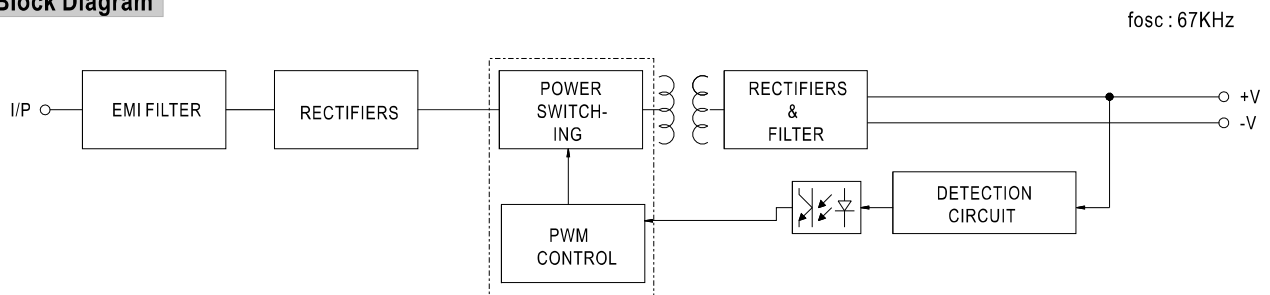 Block Diagram
fosc : 67KHz
I/P
EMI FILTER
RECTIFIERS
POWER
SWITCH-
ING
RECTIFIERS
&
FILTER
+V
-V
DETECTION
CIRCUIT
PWM
CONTROL